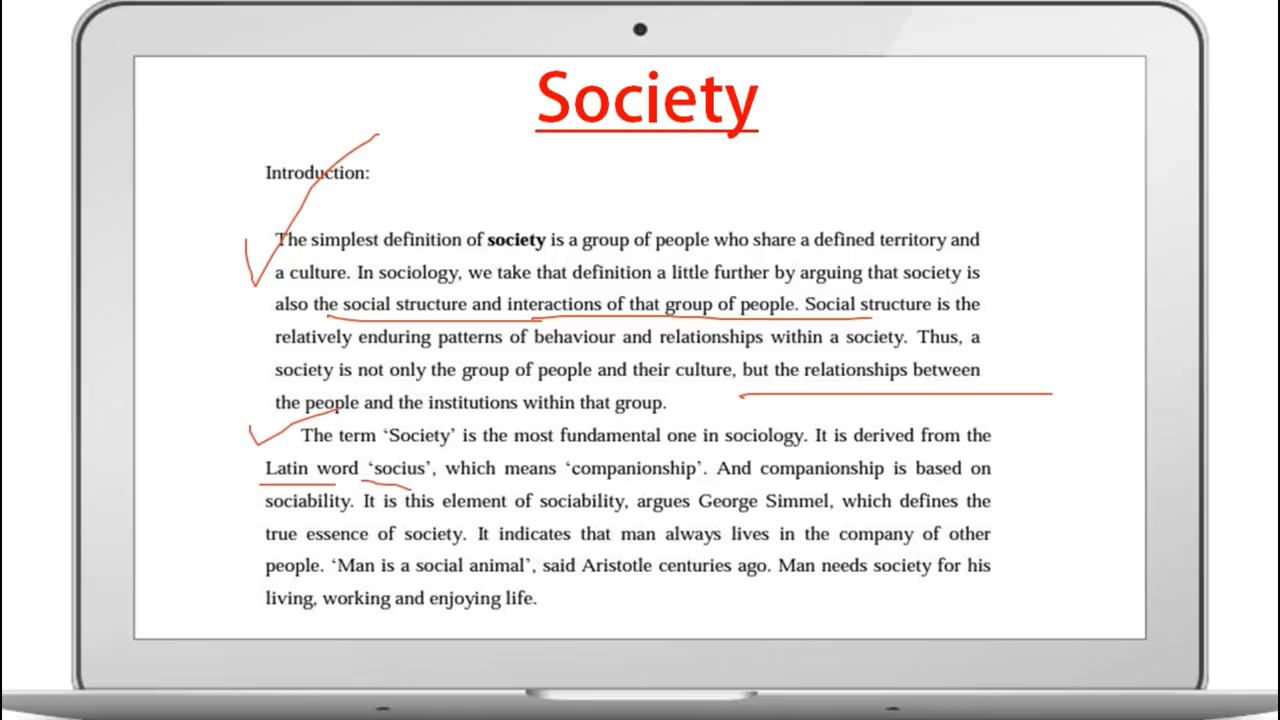 Society
Introduction:
The simplest definition of society is a group of people who share a defined territory and
a culture. In sociology, we take that definition a little further by arguing that society is
also the social structure and interactions of that group of people. Social structure is the
relatively enduring patterns of behaviour and relationships within a society. Thus, a
society is not only the group of people and their culture, but the relationships between
the people and the institutions within that group.
The term ‘Society’ is the most fundamental one in sociology. It is derived from the
Latin word ‘socius’, which means ‘companionship’. And companionship is based on
sociability. It is this element of sociability, argues George Simmel, which defines the
true essence of society. It indicates that man always lives in the company of other
people. ‘Man is a social animal’, said Aristotle centuries ago. Man needs society for his
living, working and enjoying life.